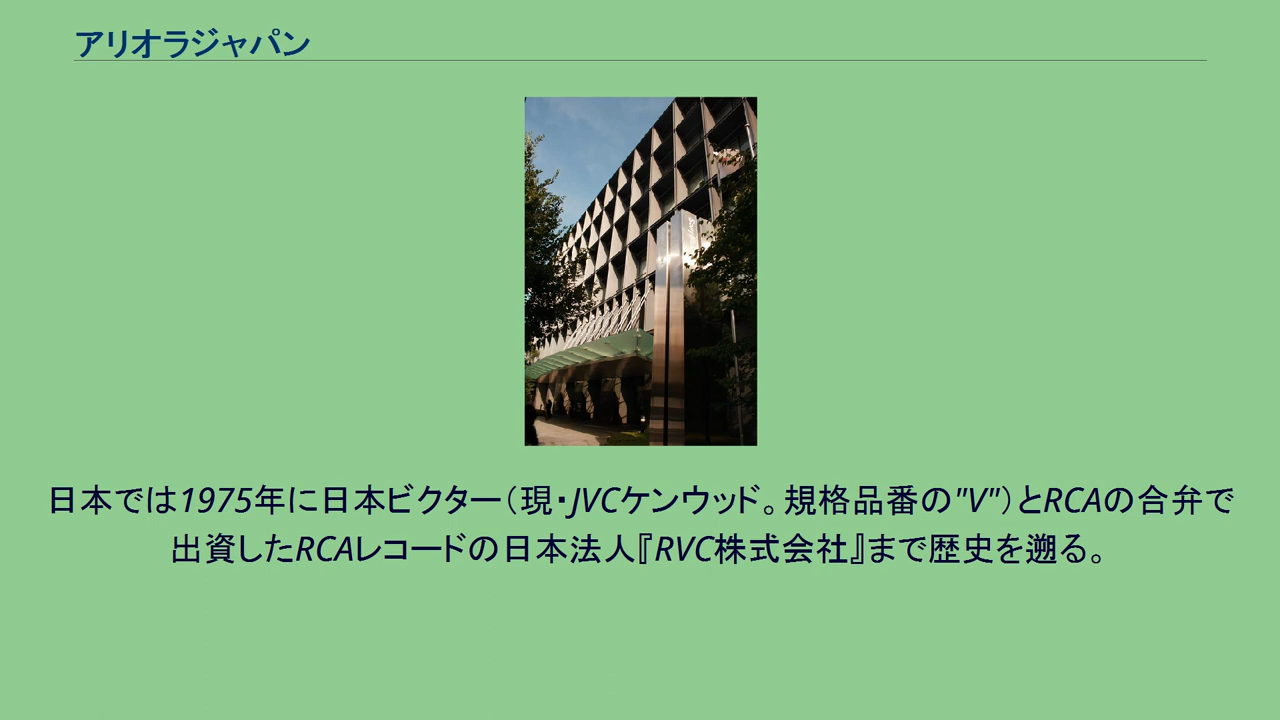 アリオラジャパン
日本では1975年に日本ビクター（現・JVCケンウッド。規格品番の"V"）とRCAの合弁で
出資したRCAレコードの日本法人『RVC株式会社』まで歴史を遡る。